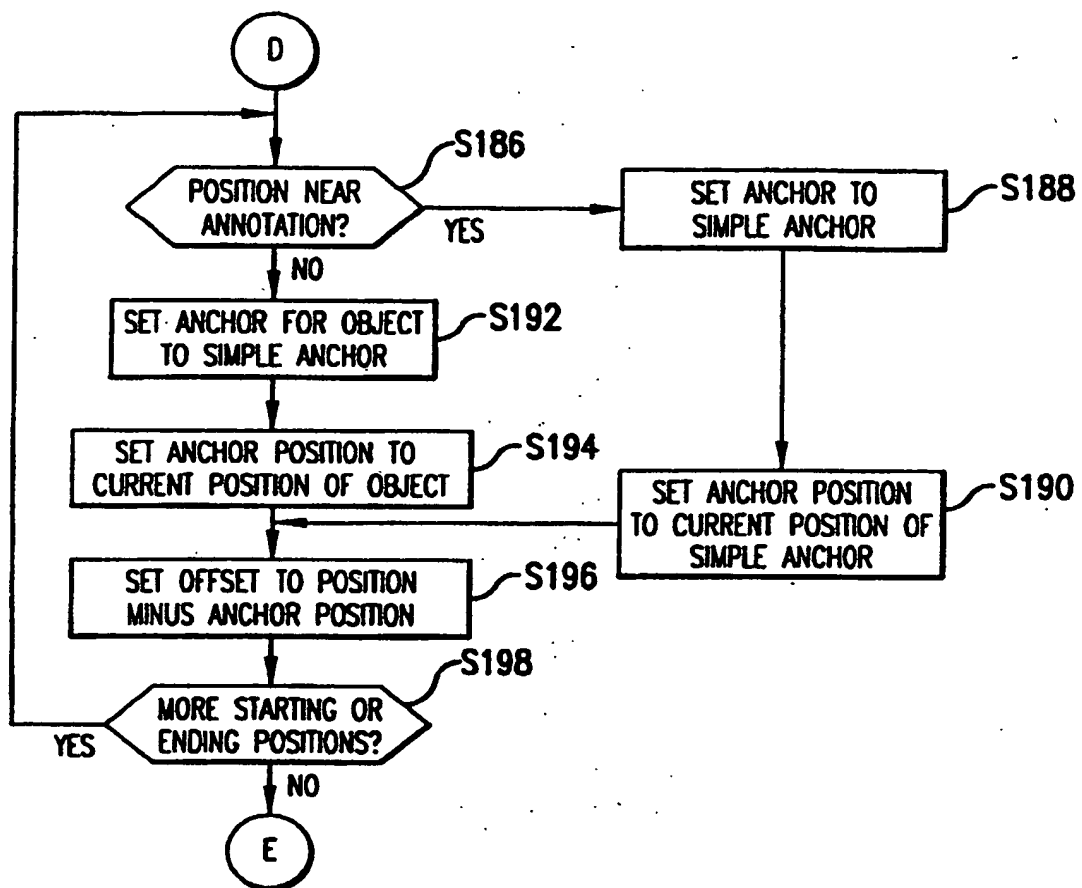 D
S186
POSITION NEAR
ANNOTATION?
YES
NO
SET ANCHOR TO
SIMPLE ANCHOR
S188
SET ANCHOR FOR OBJECT
TO SIMPLE ANCHOR
S192
SET ANCHOR POSITION TO
CURRENT POSITION OF OBJECT
S194
SET ANCHOR POSITION
TO CURRENT POSITION OF
SIMPLE ANCHOR
S190
SET OFFSET TO POSITION
MINUS ANCHOR POSITION
S196
S198
MORE STARTING OR
ENDING POSITIONS?
YES
NO
E